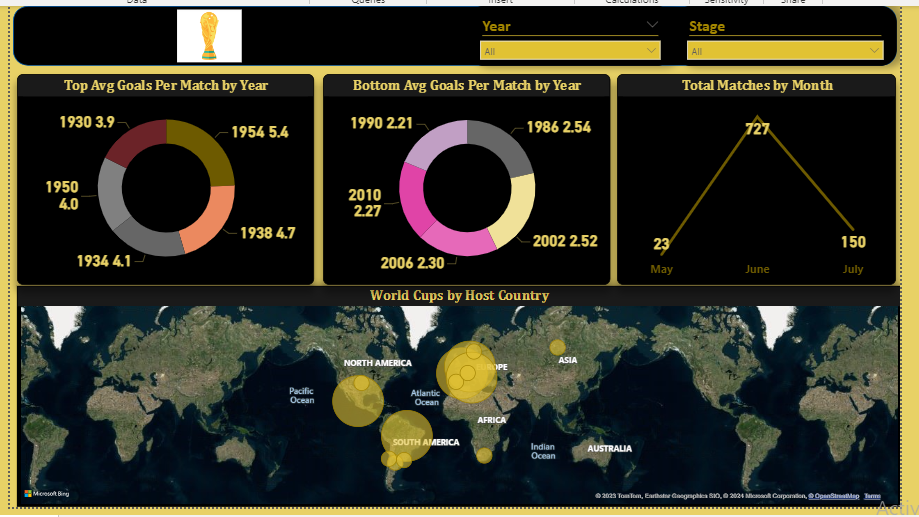 Data
Queries
Insert
Calculations
Sensitivity
Share
Year
Stage
All
All
Top Avg Goals Per Match by Year
Bottom Avg Goals Per Match by Year
Total Matches by Month
1930 3.9
1954 5.4
1950
4.0
1938 4.7
1934 4.1
1990 2.21
1986 2.54
2010
2.27
2002 2.52
2006 2.30
727
23
150
May
June
July
World Cups by Host Country
NORTH AMERICA
EUROPE
ASIA
Pacific
Ocean
Atlantic
Ocean
AFRICA
SOUTH AMERICA
Indian
Ocean
AUSTRALIA
Microsoft Bing
© 2023 TomTom, Earthstar Geographics SIO, © 2024 Microsoft Corporation, © OpenStreetMap Terms
Activ